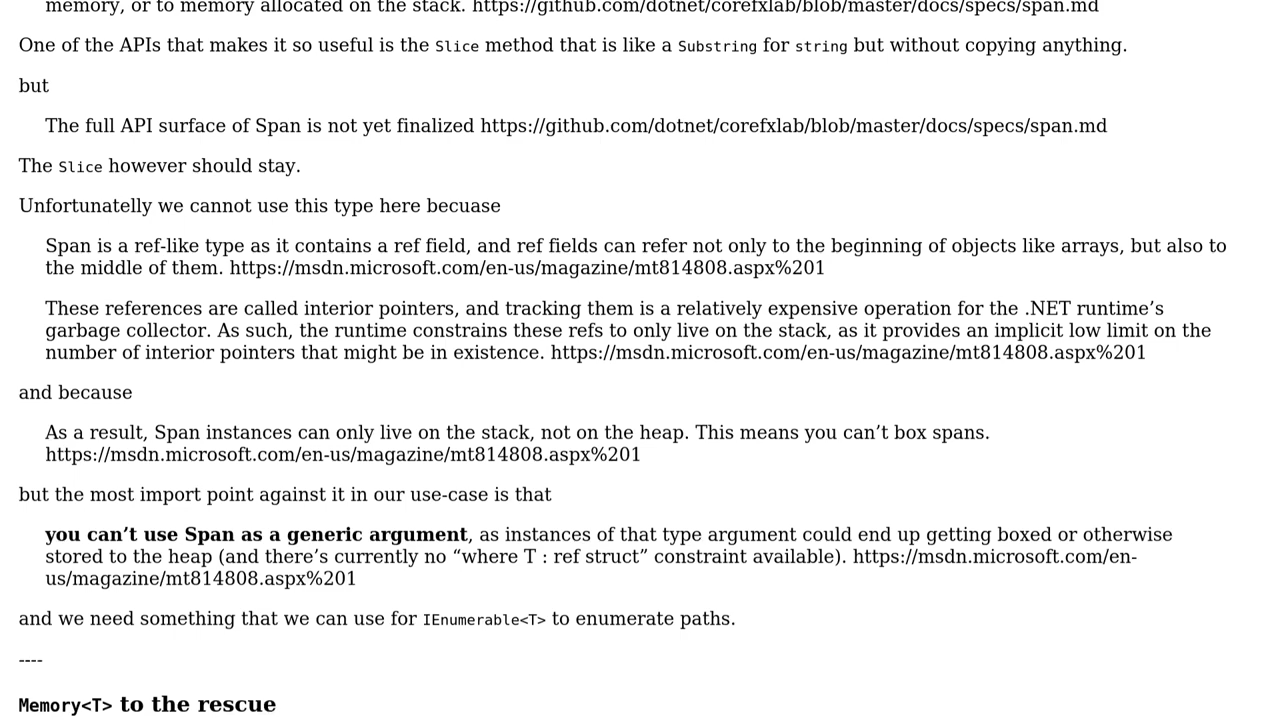 memory, or to memory allocated on the stack. https://github.com/dotnet/corefxlab/blob/master/docs/specs/span.md
One of the APIs that makes it so useful is the Slice method that is like a Substring for string but without copying anything.
but
The full API surface of Span is not yet finalized https://github.com/dotnet/corefxlab/blob/master/docs/specs/span.md
The Slice however should stay.
Unfortunatelly we cannot use this type here becuase
Span is a ref-like type as it contains a ref field, and ref fields can refer not only to the beginning of objects like arrays, but also to
the middle of them. https://msdn.microsoft.com/en-us/magazine/mt814808.aspx%201
These references are called interior pointers, and tracking them is a relatively expensive operation for the .NET runtime’s
garbage collector. As such, the runtime constrains these refs to only live on the stack, as it provides an implicit low limit on the
number of interior pointers that might be in existence. https://msdn.microsoft.com/en-us/magazine/mt814808.aspx%201
and because
As a result, Span instances can only live on the stack, not on the heap. This means you can’t box spans.
https://msdn.microsoft.com/en-us/magazine/mt814808.aspx%201
but the most import point against it in our use-case is that
you can’t use Span as a generic argument, as instances of that type argument could end up getting boxed or otherwise
stored to the heap (and there’s currently no “where T : ref struct” constraint available). https://msdn.microsoft.com/en-
us/magazine/mt814808.aspx%201
and we need something that we can use for IEnumerable<T> to enumerate paths.
----
Memory<T> to the rescue